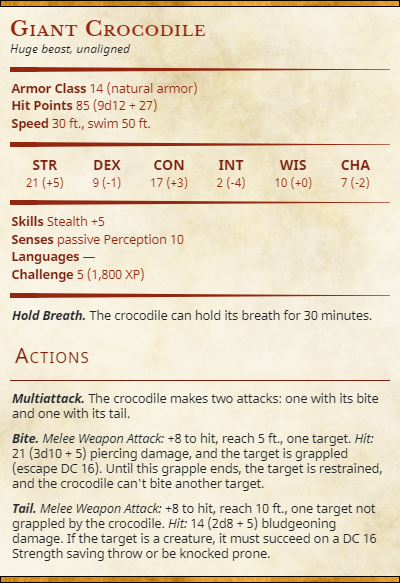 Giant Crocodile
Huge beast, unaligned
Armor Class 14 (natural armor)
Hit Points 85 (9d12 + 27)
Speed 30 ft., swim 50 ft.
STR DEX CON INT WIS CHA
21 (+5) 9 (-1) 17 (+3) 2 (-4) 10 (+0) 7 (-2)
Skills Stealth +5
Senses passive Perception 10
Languages —
Challenge 5 (1,800 XP)
Hold Breath. The crocodile can hold its breath for 30 minutes.
Actions
Multiattack. The crocodile makes two attacks: one with its bite
and one with its tail.
Bite. Melee Weapon Attack: +8 to hit, reach 5 ft., one target. Hit:
21 (3d10 + 5) piercing damage, and the target is grappled
(escape DC 16). Until this grapple ends, the target is restrained,
and the crocodile can't bite another target.
Tail. Melee Weapon Attack: +8 to hit, reach 10 ft., one target not
grappled by the crocodile. Hit: 14 (2d8 + 5) bludgeoning
damage. If the target is a creature, it must succeed on a DC 16
Strength saving throw or be knocked prone.